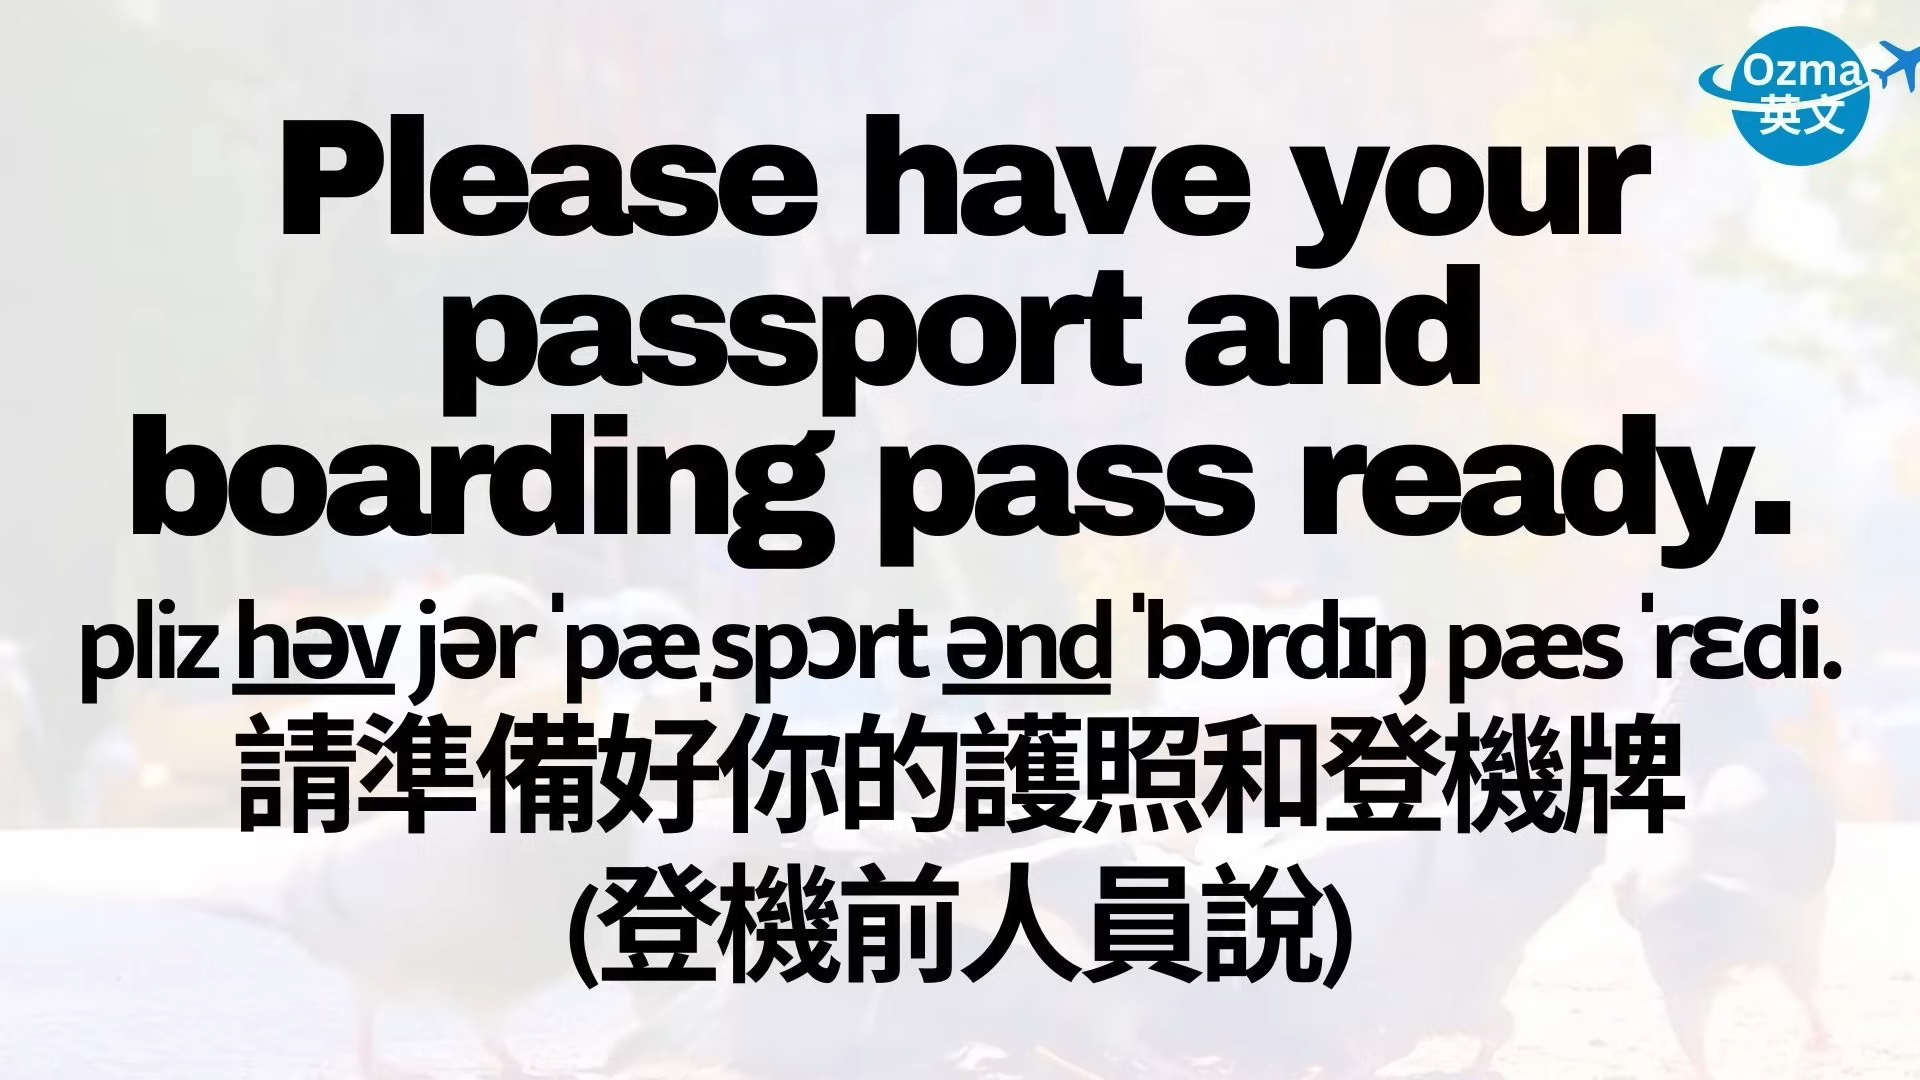 Ozma
英文
Please have your
passport and
boarding pass ready.
pliz həv jər ˈpæˌspɔrt ənd ˈbɔrdɪŋ pæs ˈrɛdi.
請準備好你的護照和登機牌
(登機前人員說)